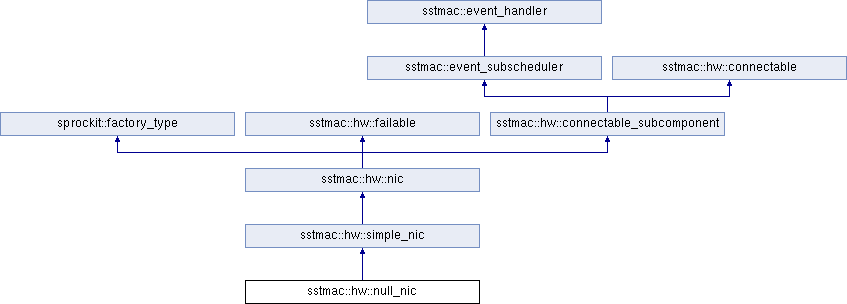 sstmac::event_handler
sstmac::event_subscheduler
sstmac::hw::connectable
sprockit::factory_type
sstmac::hw::failable
sstmac::hw::connectable_subcomponent
sstmac::hw::nic
sstmac::hw::simple_nic
sstmac::hw::null_nic